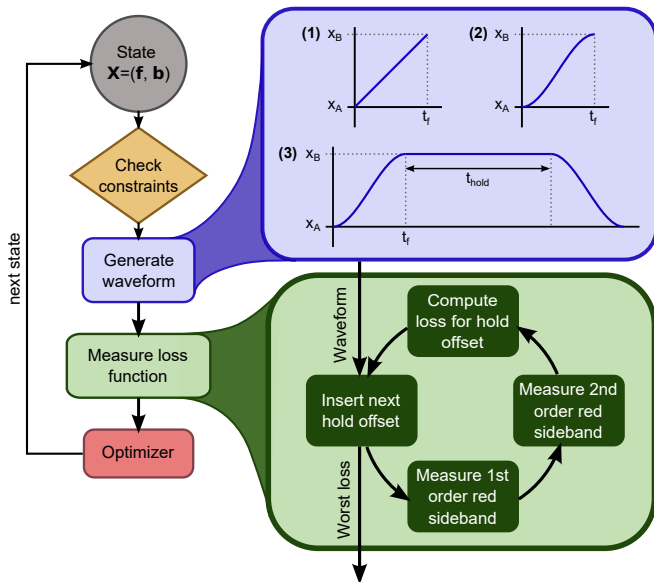 State
X=(f, b)
Check
constraints
Generate
waveform
Measure loss
function
Optimizer
next state
(1)
x_B
x_A
t_f
(2)
x_B
x_A
t_f
(3)
x_B
x_A
t_hold
t_f
Waveform
Compute
loss for hold
offset
Insert next
hold offset
Measure 2nd
order red
sideband
Measure 1st
order red
sideband
Worst loss